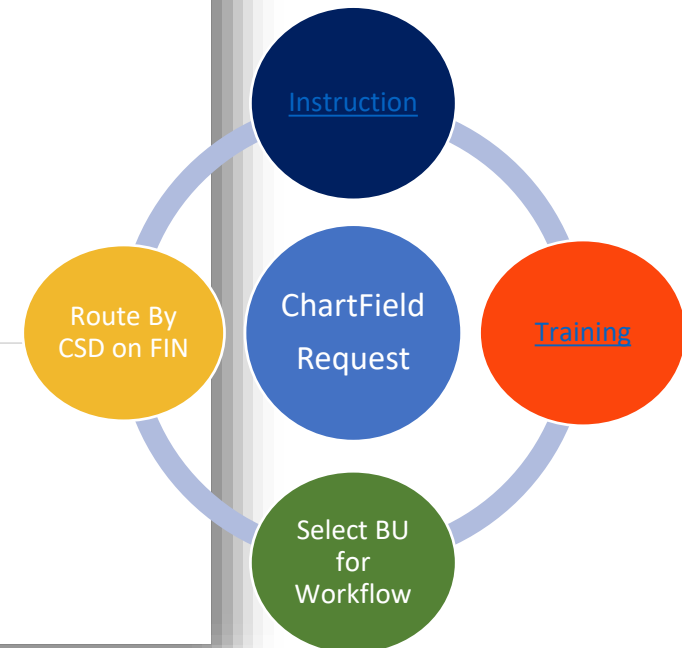 Instruction
ChartField
Request
Route By
CSD on FIN
Training
Select BU
for
Workflow